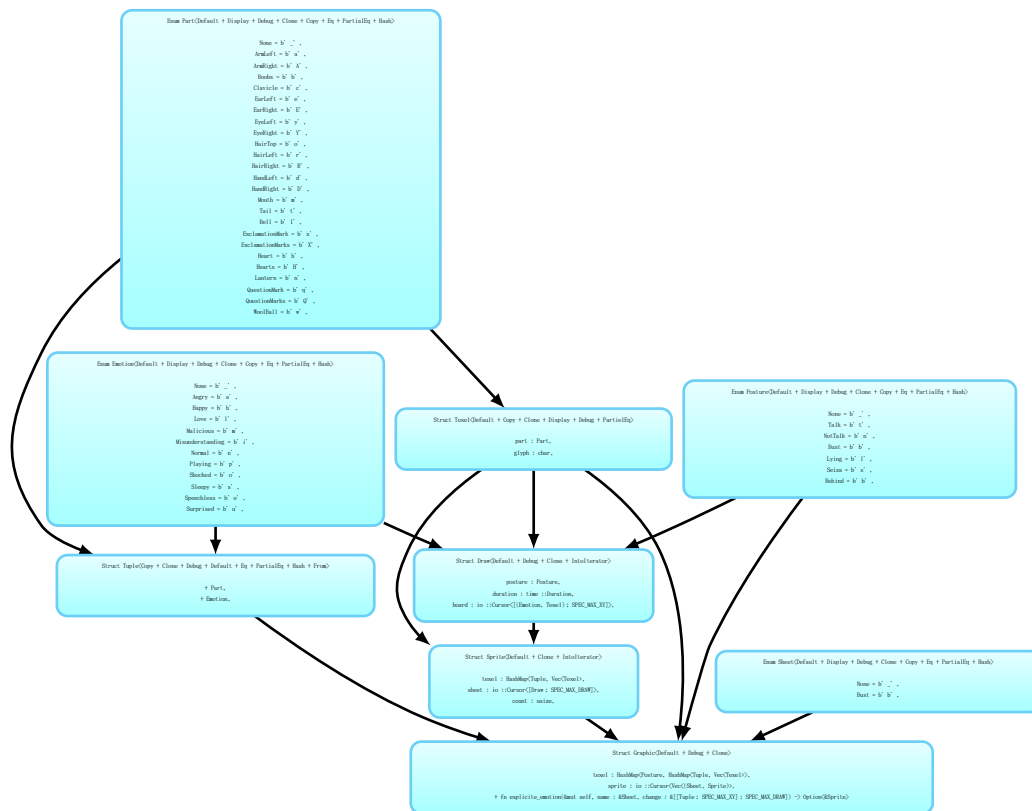 Enum Part(Default + Display + Debug + Clone + Copy + Eq + PartialEq + Hash)
None = b'_',
ArmLeft = b'a',
ArmRight = b'A',
Boobs = b'b',
Clavicle = b'c',
EarLeft = b'e',
EarRight = b'E',
EyeLeft = b'y',
EyeRight = b'Y',
HairTop = b'o',
HairLeft = b'r',
HairRight = b'R',
HandLeft = b'd',
HandRight = b'D',
Mouth = b'm',
Tail = b't',
Bell = b'l',
ExclamationMark = b'x',
ExclamationMarks = b'X',
Heart = b'h',
Hearts = b'H',
Lantern = b'n',
QuestionMark = b'q',
QuestionMarks = b'Q',
WoolBall = b'w',
Enum Emotion(Default + Display + Debug + Clone + Copy + Eq + PartialEq + Hash)
None = b'_',
Angry = b'a',
Happy = b'h',
Love = b'l',
Malicious = b'm',
Misunderstanding = b'i',
Normal = b'n',
Playing = b'p',
Shocked = b'o',
Sleepy = b's',
Speechless = b'e',
Surprised = b'u',
Enum Posture(Default + Display + Debug + Clone + Copy + Eq + PartialEq + Hash)
None = b'_',
Talk = b't',
NotTalk = b'n',
Bust = b'b',
Lying = b'l',
Seiza = b's',
Behind = b'b',
Struct Texel(Default + Copy + Clone + Display + Debug + PartielEq)
part : Part,
glyph : char,
Struct Tuple(Copy + Clone + Debug + Default + Eq + PartialEq + Hash + From)
+ Part,
+ Emotion,
Struct Draw(Default + Debug + Clone + IntoIterator)
posture : Posture,
duration : time ::Duration,
board : io ::Cursor<[(Emotion, Texel) ; SPEC_MAX_XY]>,
Struct Sprite(Default + Clone + IntoIterator)
texel : HashMap<Tuple, Vec<Texel>,
sheet : io ::Cursor<[Draw ; SPEC_MAX_DRAW]>,
count : usize,
Enum Sheet(Default + Display + Debug + Clone + Copy + Eq + PartialEq + Hash)
None = b'_',
Bust = b'b',
Struct Graphic(Default + Debug + Clone)
texel : HashMap<Posture, HashMap<Tuple, Vec<Texel>>,
sprite : io ::Cursor<Vec<(Sheet, Sprite)>,
+ fn explicite_emotion(&mut self, name : &Sheet, change : &[[Tuple ; SPEC_MAX_XY] ; SPEC_MAX_DRAW]) -> Option<&Sprite>